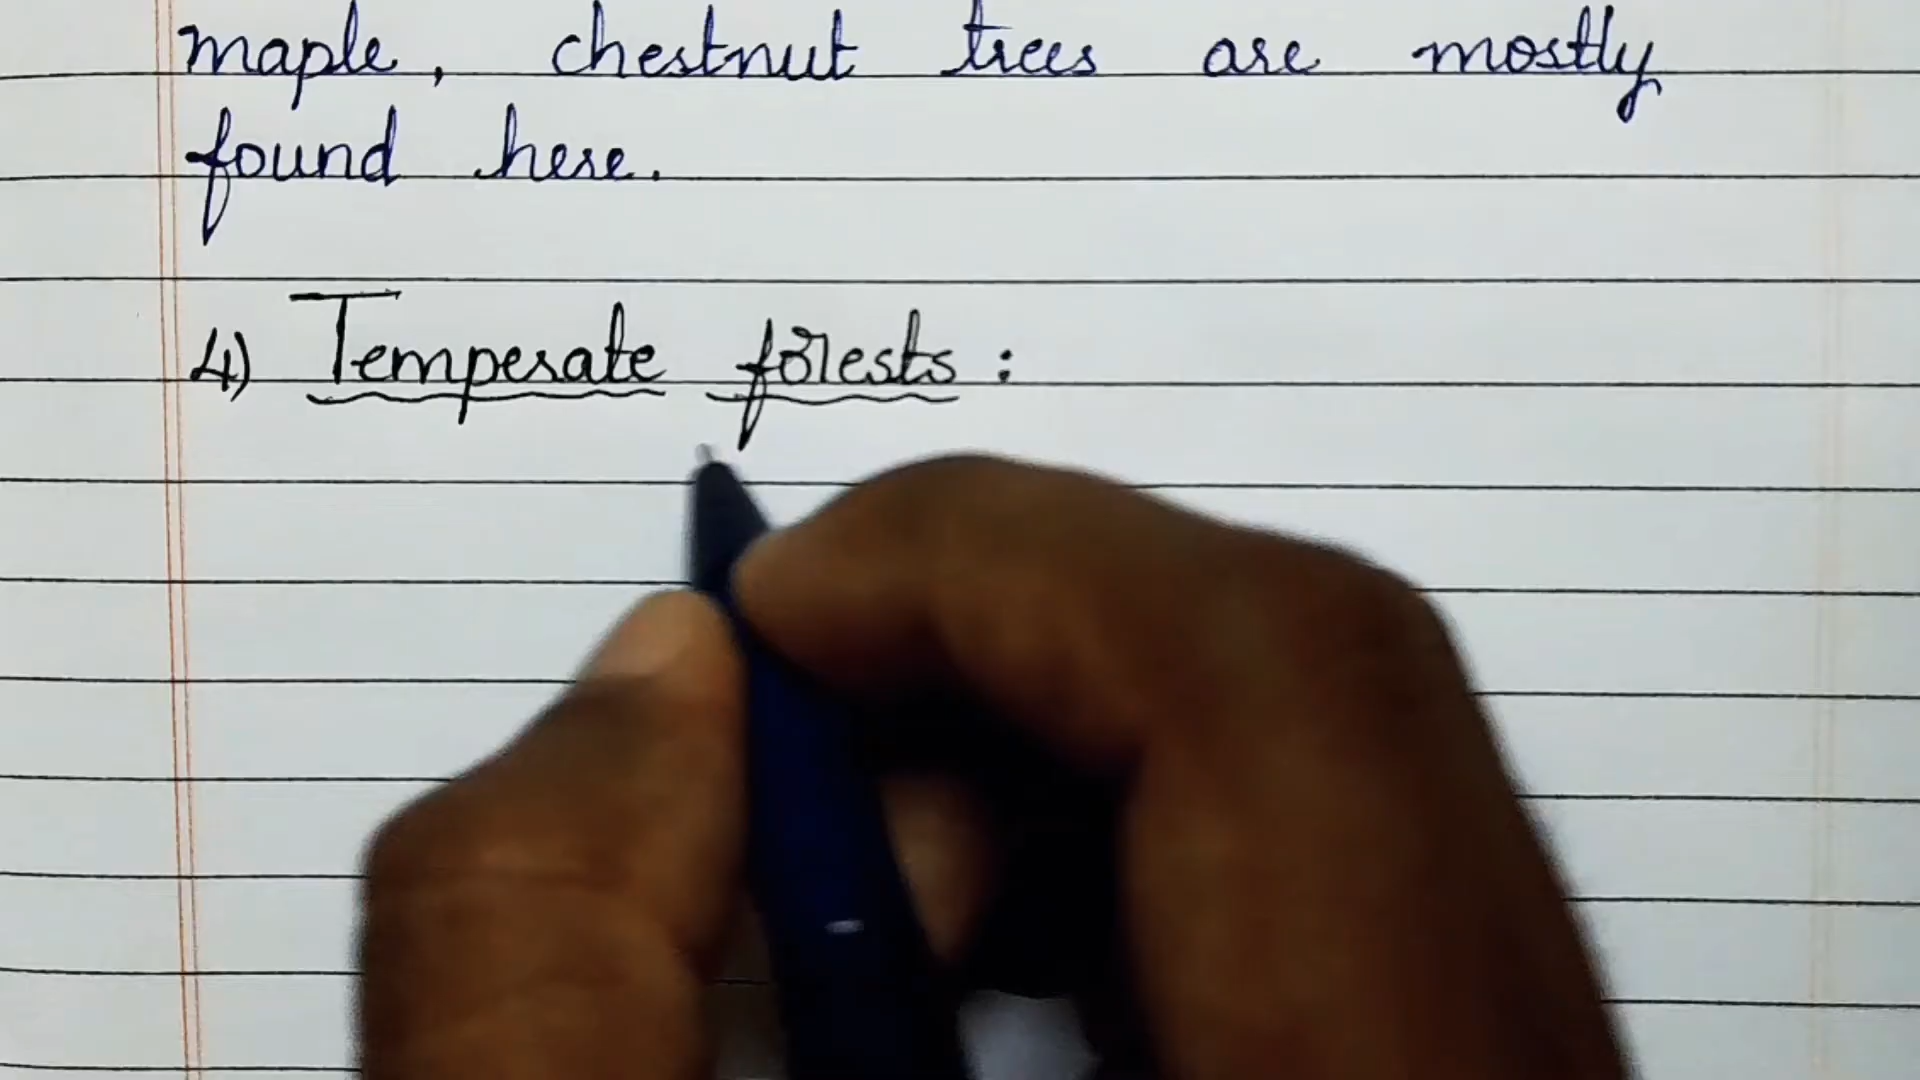 maple, chestnut trees are mostly
found here.
4) Temperate forests: